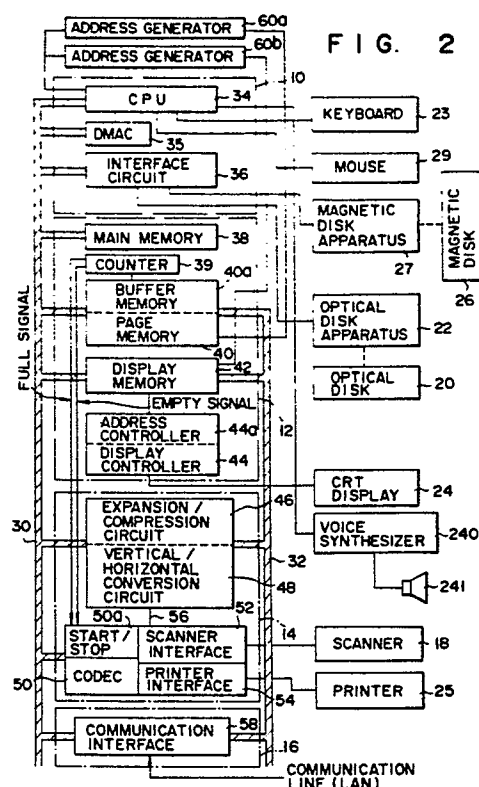 60a
ADDRESS GENERATOR
60b
ADDRESS GENERATOR
FIG. 2
10
CPU
34
KEYBOARD
23
DMAC
35
INTERFACE
CIRCUIT
36
MOUSE
29
MAGNETIC
DISK
APPARATUS
27
MAGNETIC
DISK
26
MAIN MEMORY
38
COUNTER
39
BUFFER
MEMORY
40a
PAGE
MEMORY
40
OPTICAL
DISK
APPARATUS
22
FULL SIGNAL
DISPLAY
MEMORY
42
OPTICAL
DISK
20
EMPTY SIGNAL
12
ADDRESS
CONTROLLER
44a
DISPLAY
CONTROLLER
44
CRT
DISPLAY
24
46
EXPANSION /
COMPRESSION
CIRCUIT
30
VOICE
SYNTHESIZER
240
32
VERTICAL /
HORIZONTAL
CONVERSION
CIRCUIT
48
241
50a
56
52
14
START/
STOP
SCANNER
INTERFACE
SCANNER
18
50
CODEC
PRINTER
INTERFACE
54
PRINTER
25
58
COMMUNICATION
INTERFACE
16
COMMUNICATION
LINE (LAN)